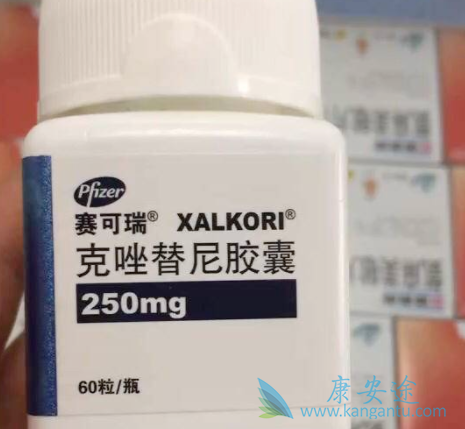 Pfizer
赛可瑞® XALKORI®
克唑替尼胶囊
250mg
60粒/瓶
康安途
www.kangantu.com